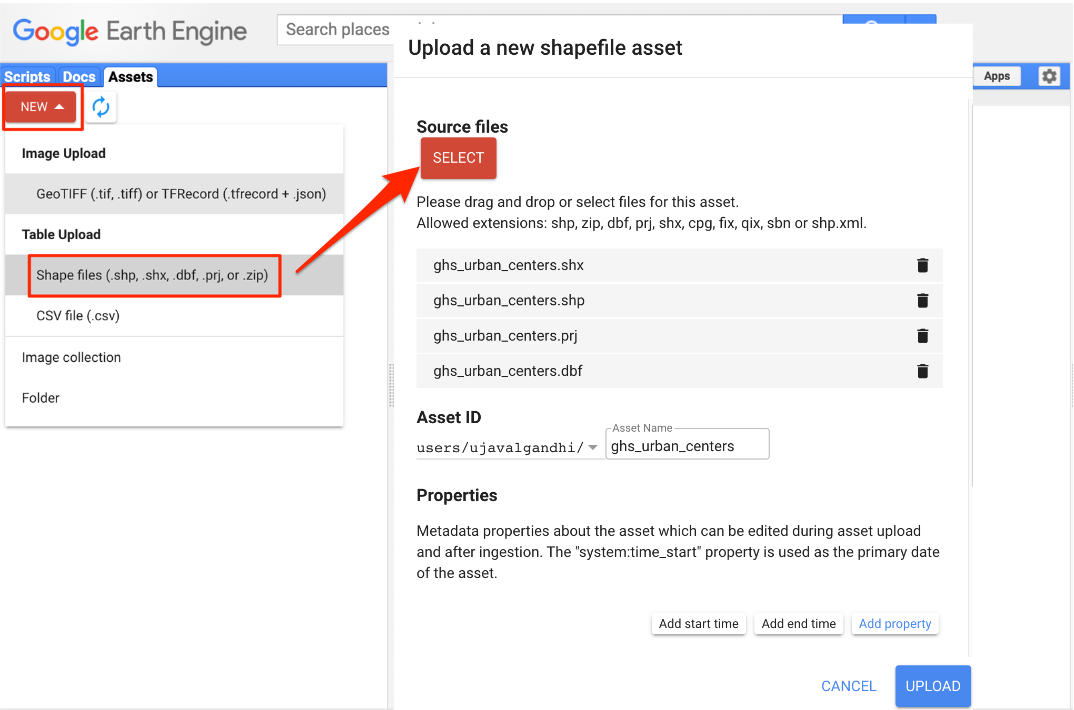 Google Earth Engine
Search places
Scripts Docs Assets
Apps
NEW
Image Upload
GeoTIFF (.tif, .tiff) or TFRecord (.tfrecord + .json)
Table Upload
Shape files (.shp, .shx, .dbf, .prj, or .zip)
CSV file (.csv)
Image collection
Folder
Upload a new shapefile asset
Source files
SELECT
Please drag and drop or select files for this asset.
Allowed extensions: shp, zip, dbf, prj, shx, cpg, fix, qix, sbn or shp.xml.
ghs_urban_centers.shx
ghs_urban_centers.shp
ghs_urban_centers.prj
ghs_urban_centers.dbf
Asset ID
Asset Name
users/ujavalgandhi/ ghs_urban_centers
Properties
Metadata properties about the asset which can be edited during asset upload
and after ingestion. The "system:time_start" property is used as the primary date
of the asset.
Add start time Add end time Add property
CANCEL UPLOAD